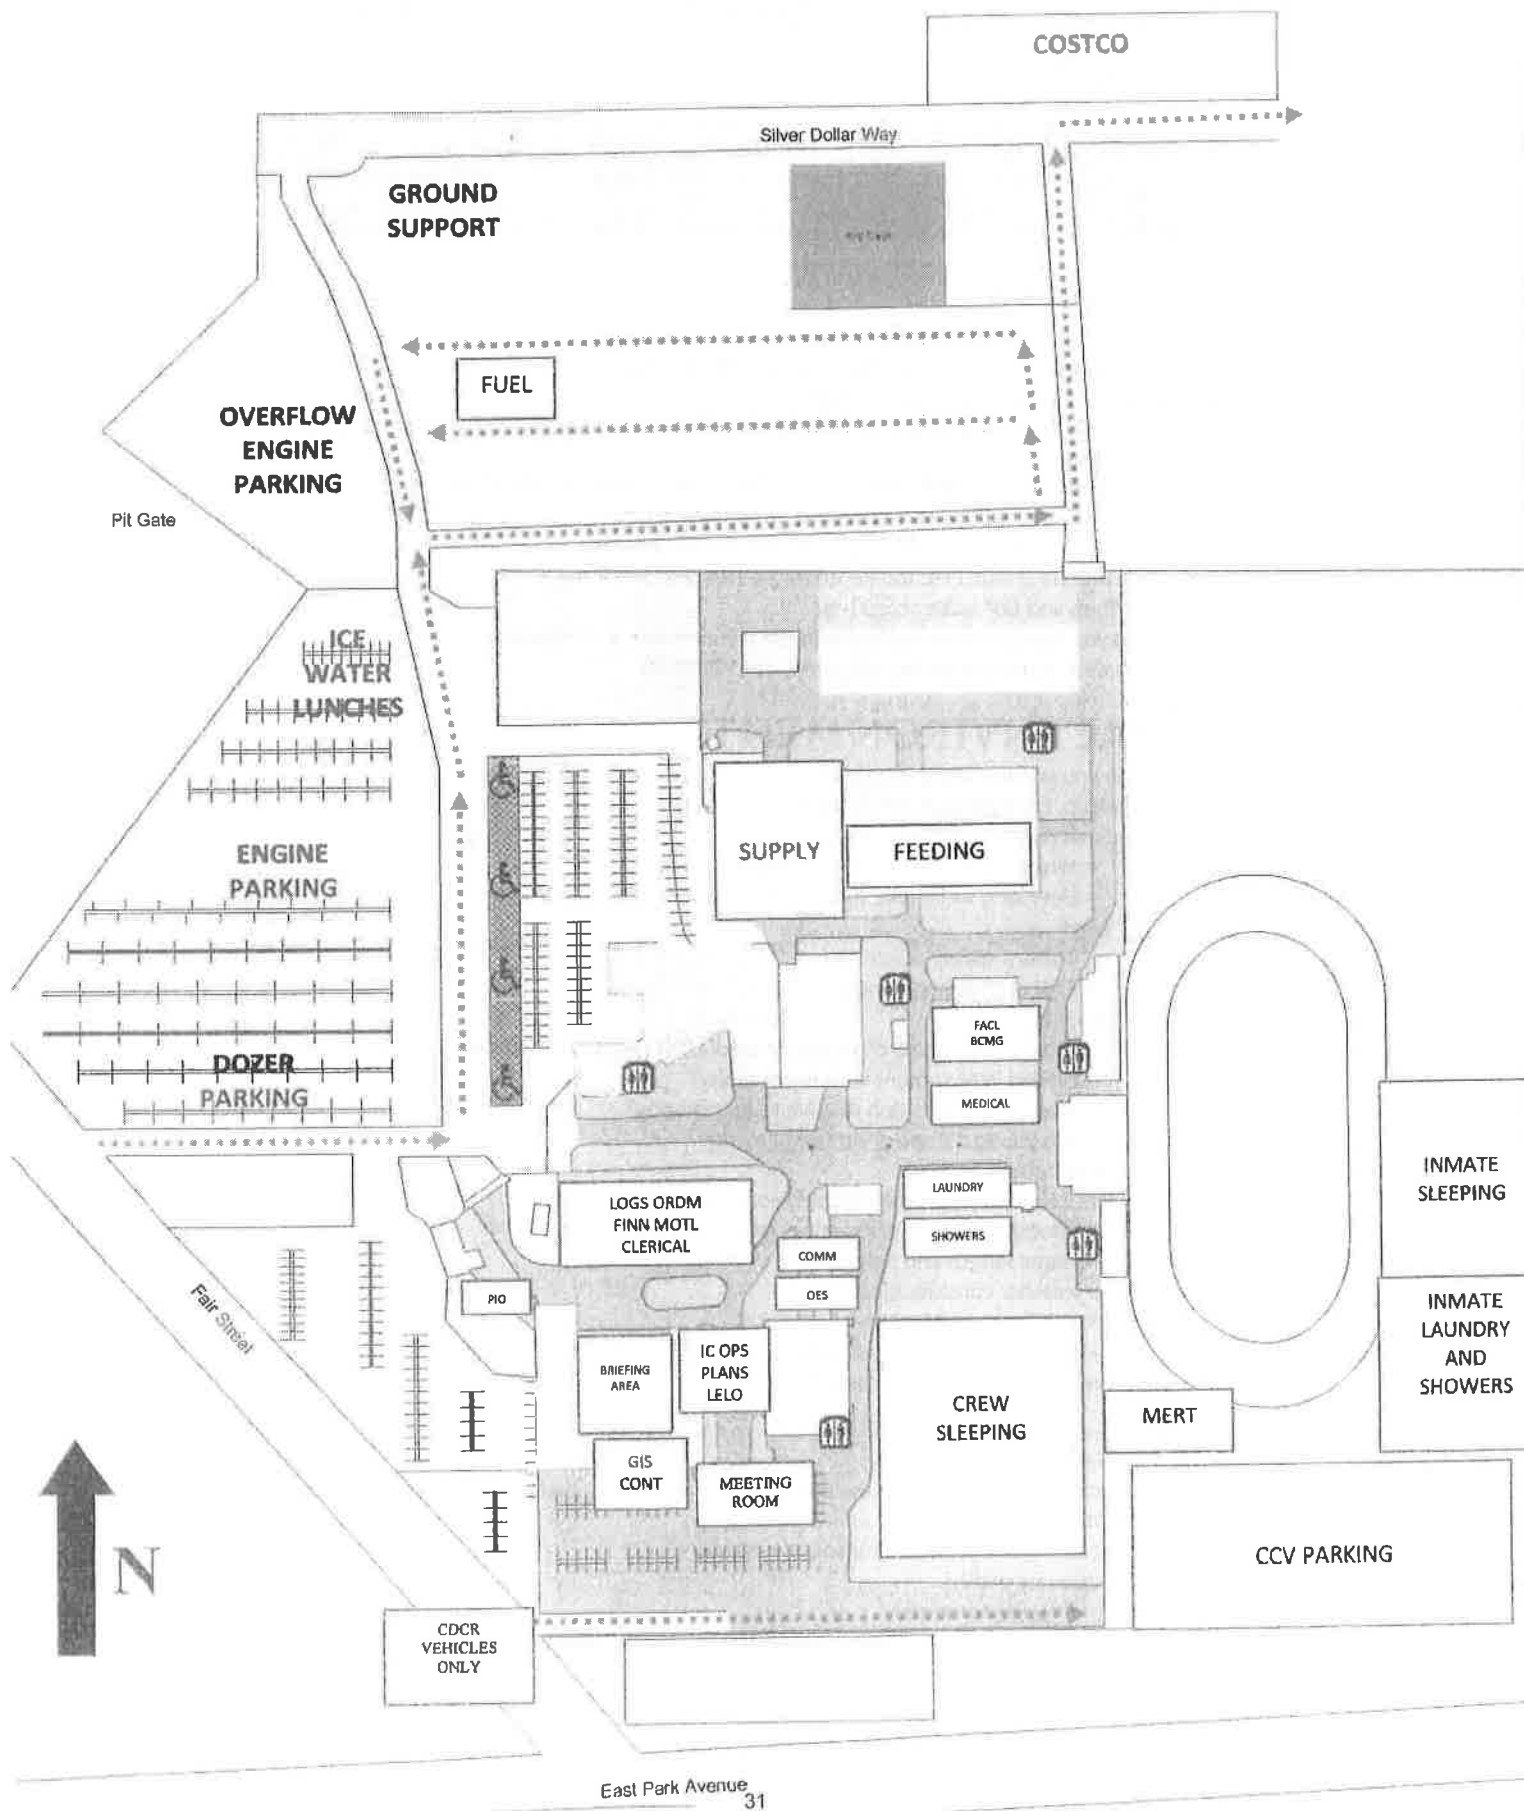 COSTCO
Silver Dollar Way
GROUND
SUPPORT
FUEL
OVERFLOW
ENGINE
PARKING
Pit Gate
ICE
WATER
LUNCHES
SUPPLY
FEEDING
ENGINE
PARKING
FACL
BCMG
DOZER
PARKING
MEDICAL
INMATE
SLEEPING
LAUNDRY
LOGS ORDM
FINN MOTL
CLERICAL
SHOWERS
COMM
OES
PIO
Fair Street
INMATE
LAUNDRY
AND
SHOWERS
BRIEFING
AREA
IC OPS
PLANS
LELO
CREW
SLEEPING
MERT
GIS
CONT
MEETING
ROOM
N
CCV PARKING
CDCR
VEHICLES
ONLY
East Park Avenue
31